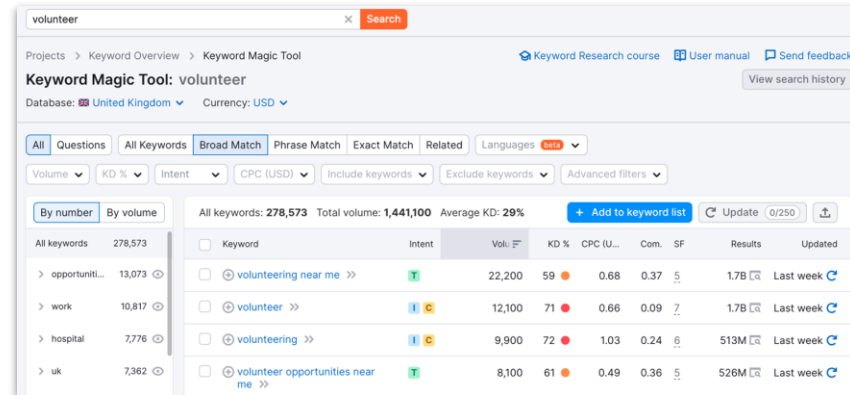 volunteer × Search
Projects > Keyword Overview > Keyword Magic Tool Keyword Research course User manual Send feedback
Keyword Magic Tool: volunteer View search history
Database: United Kingdom Currency: USD
All Questions All Keywords Broad Match Phrase Match Exact Match Related Languages beta
Volume KD % Intent CPC (USD) Include keywords Exclude keywords Advanced filters
By number By volume All keywords: 278,573 Total volume: 1,441,100 Average KD: 29% + Add to keyword list Update 0/250
All keywords 278,573 Keyword Intent Volu KD % CPC (U... Com. SF Results Updated
> opportuniti... 13,073 volunteering near me >> T 22,200 59 0.68 0.37 5 1.7B Last week
> work 10,817 volunteer >> I C 12,100 71 0.66 0.09 7 1.7B Last week
> hospital 7,776 volunteering >> I C 9,900 72 1.03 0.24 6 513M Last week
> uk 7,362 volunteer opportunities near T 8,100 61 0.49 0.36 5 526M Last week
me >>